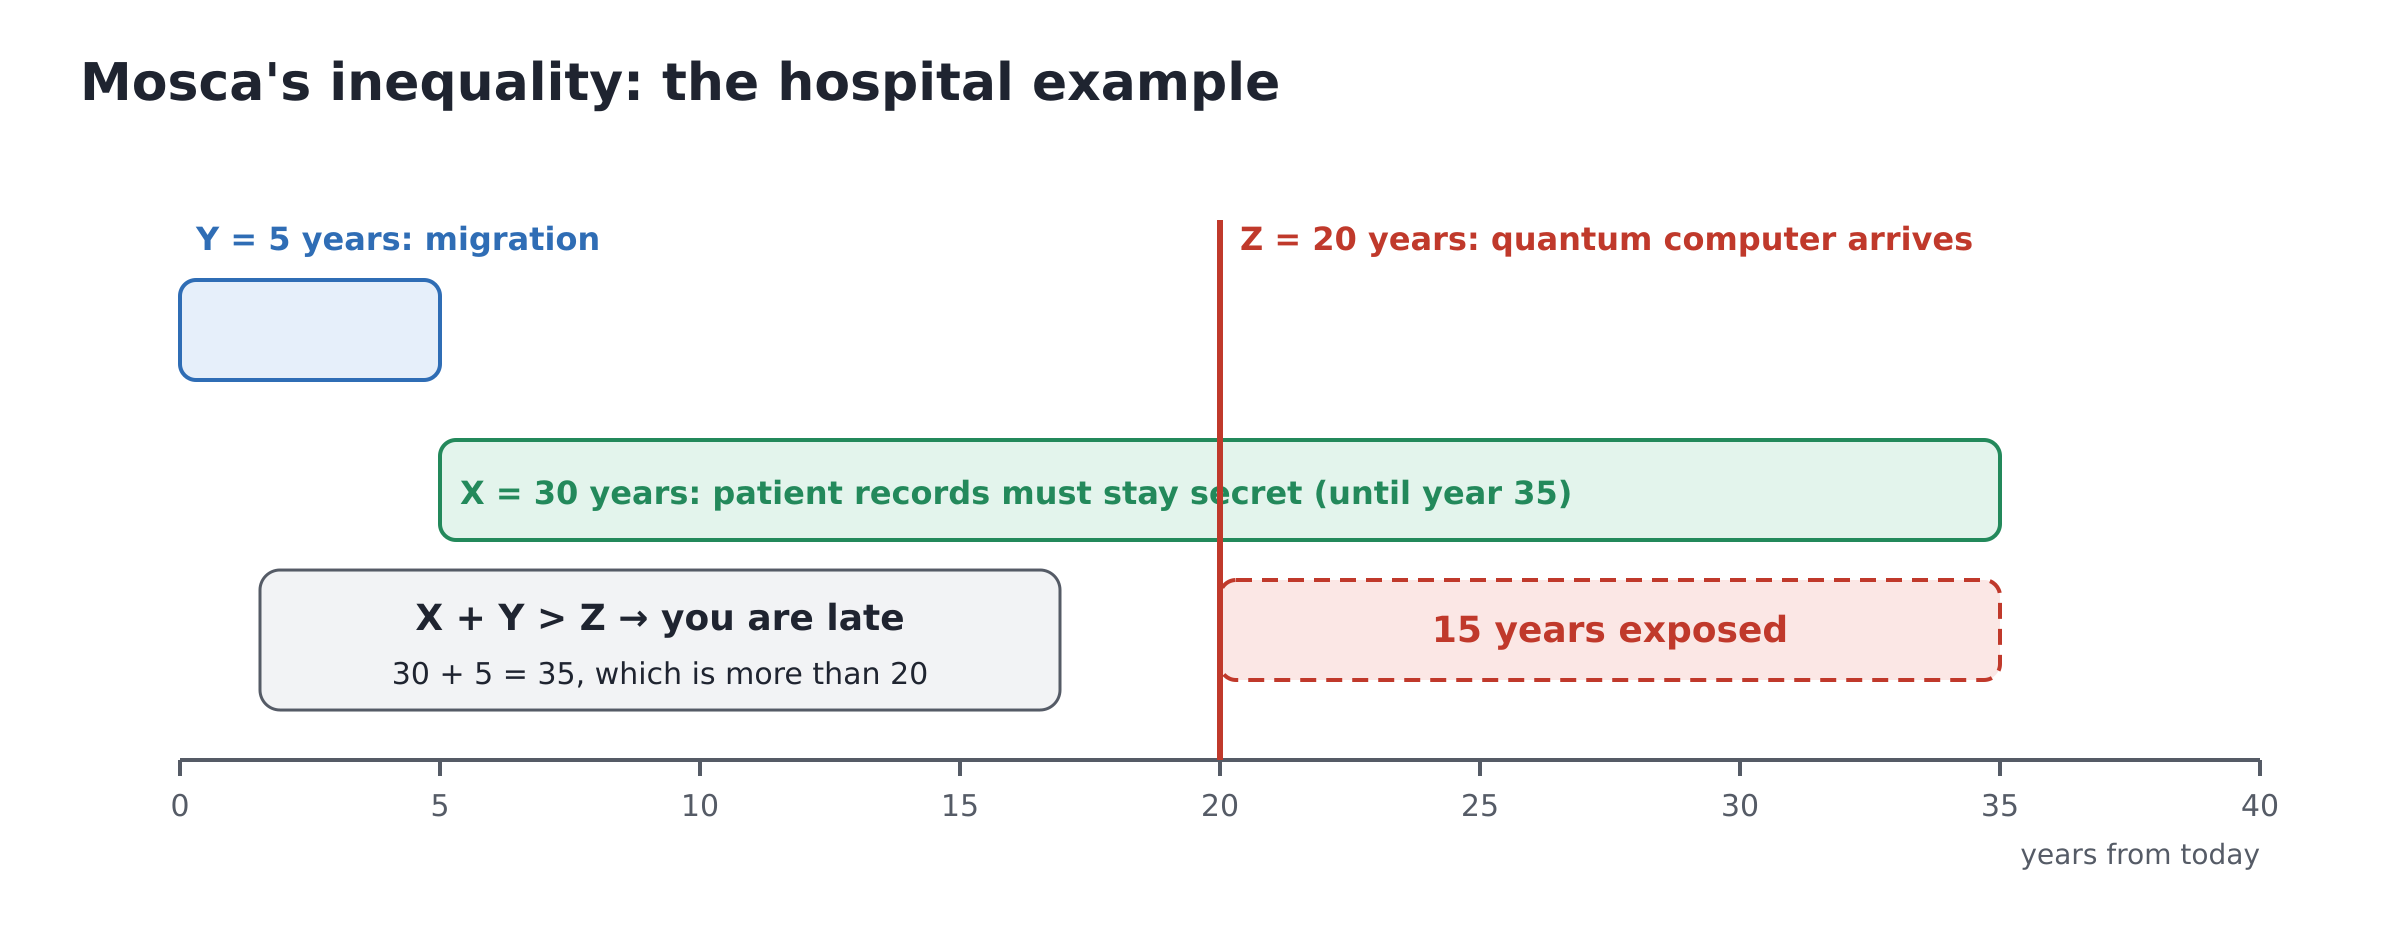 Mosca's inequality: the hospital example
Y = 5 years: migration
Z = 20 years: quantum computer arrives
X = 30 years: patient records must stay secret (until year 35)
X + Y > Z → you are late
30 + 5 = 35, which is more than 20
15 years exposed
0 5 10 15 20 25 30 35 40
years from today